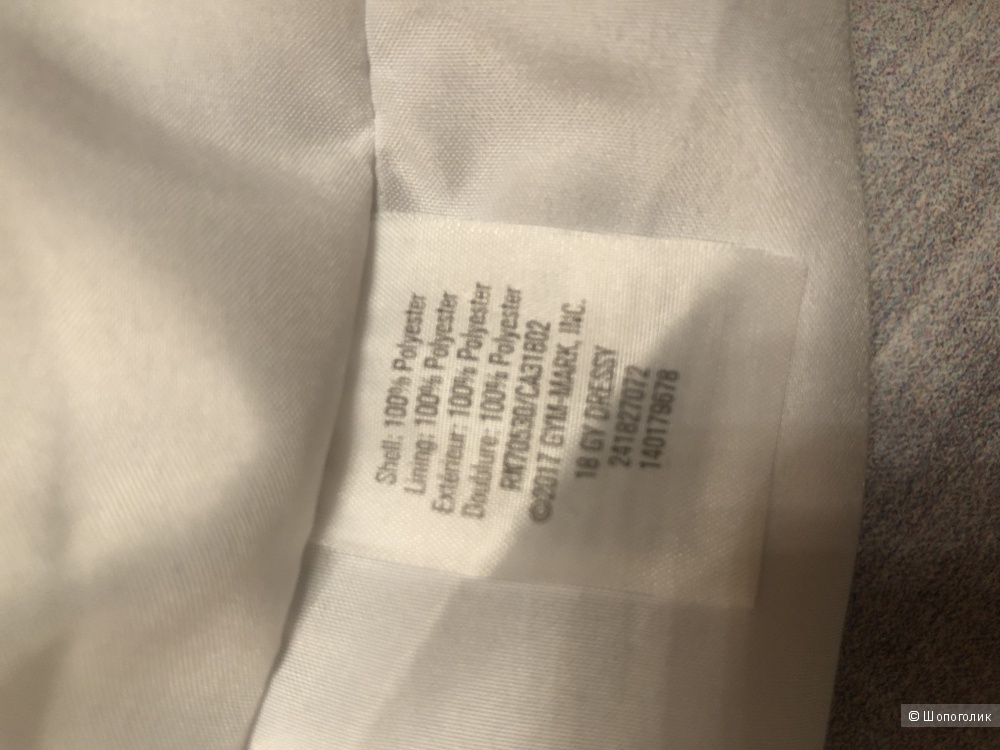 Shell: 100% Polyester
Lining: 100% Polyester
Extérieur: 100% Polyester
Doublure: 100% Polyester
RN70530/CA31802
©2017 GYM-MARK, INC.
18 GY DRESSY
241827072
140179678
© Шопоголик